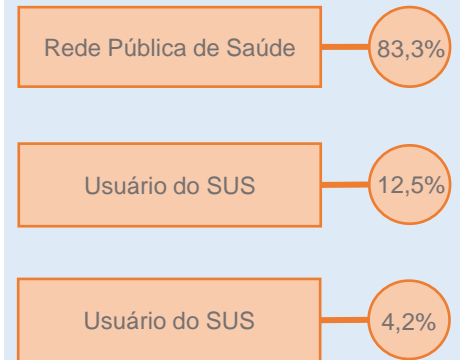 Rede Pública de Saúde 83,3%
Usuário do SUS 12,5%
Usuário do SUS 4,2%